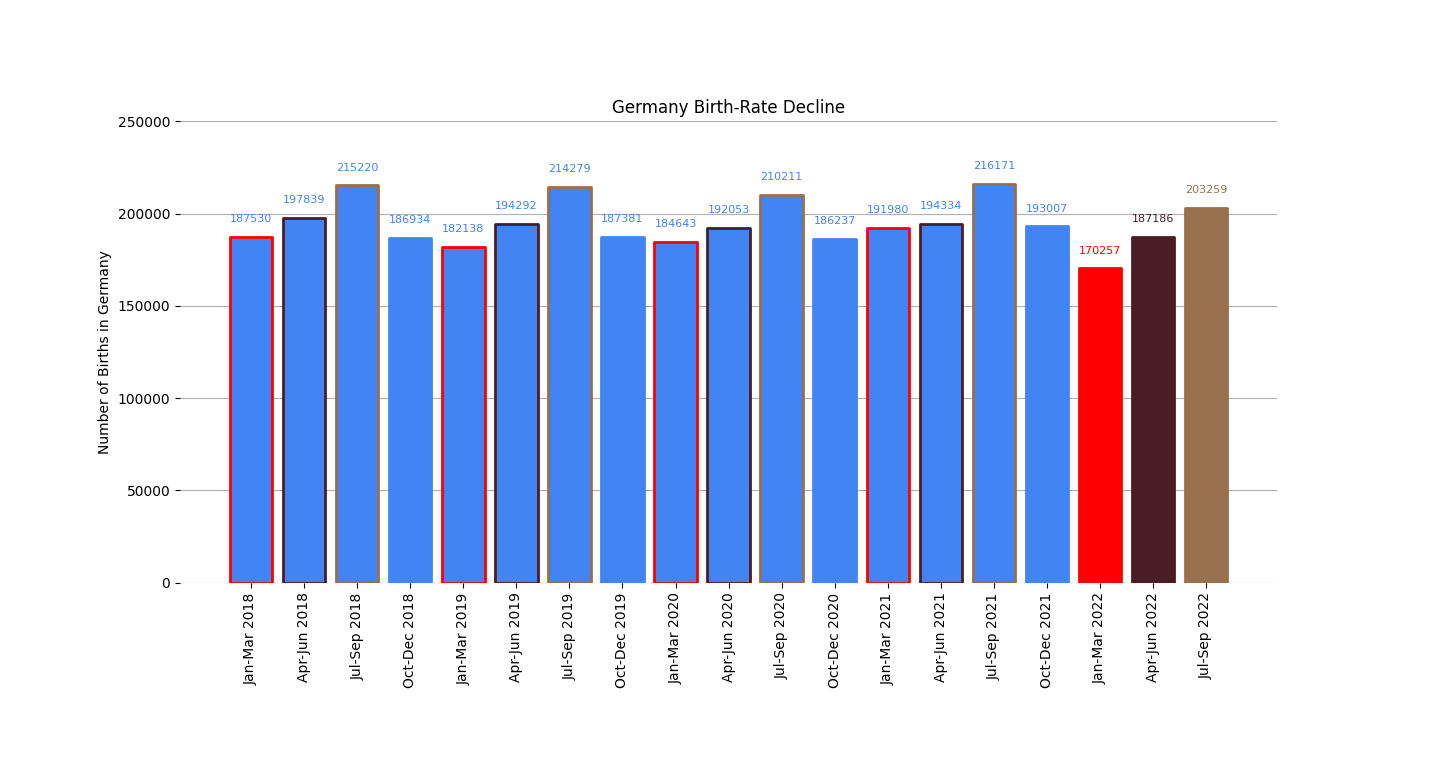 Germany Birth-Rate Decline
Number of Births in Germany
250000
200000
150000
100000
50000
0
187530
197839
215220
186934
182138
194292
214279
187381
184643
192053
210211
186237
191980
194334
216171
193007
170257
187186
203259
Jan-Mar 2018
Apr-Jun 2018
Jul-Sep 2018
Oct-Dec 2018
Jan-Mar 2019
Apr-Jun 2019
Jul-Sep 2019
Oct-Dec 2019
Jan-Mar 2020
Apr-Jun 2020
Jul-Sep 2020
Oct-Dec 2020
Jan-Mar 2021
Apr-Jun 2021
Jul-Sep 2021
Oct-Dec 2021
Jan-Mar 2022
Apr-Jun 2022
Jul-Sep 2022